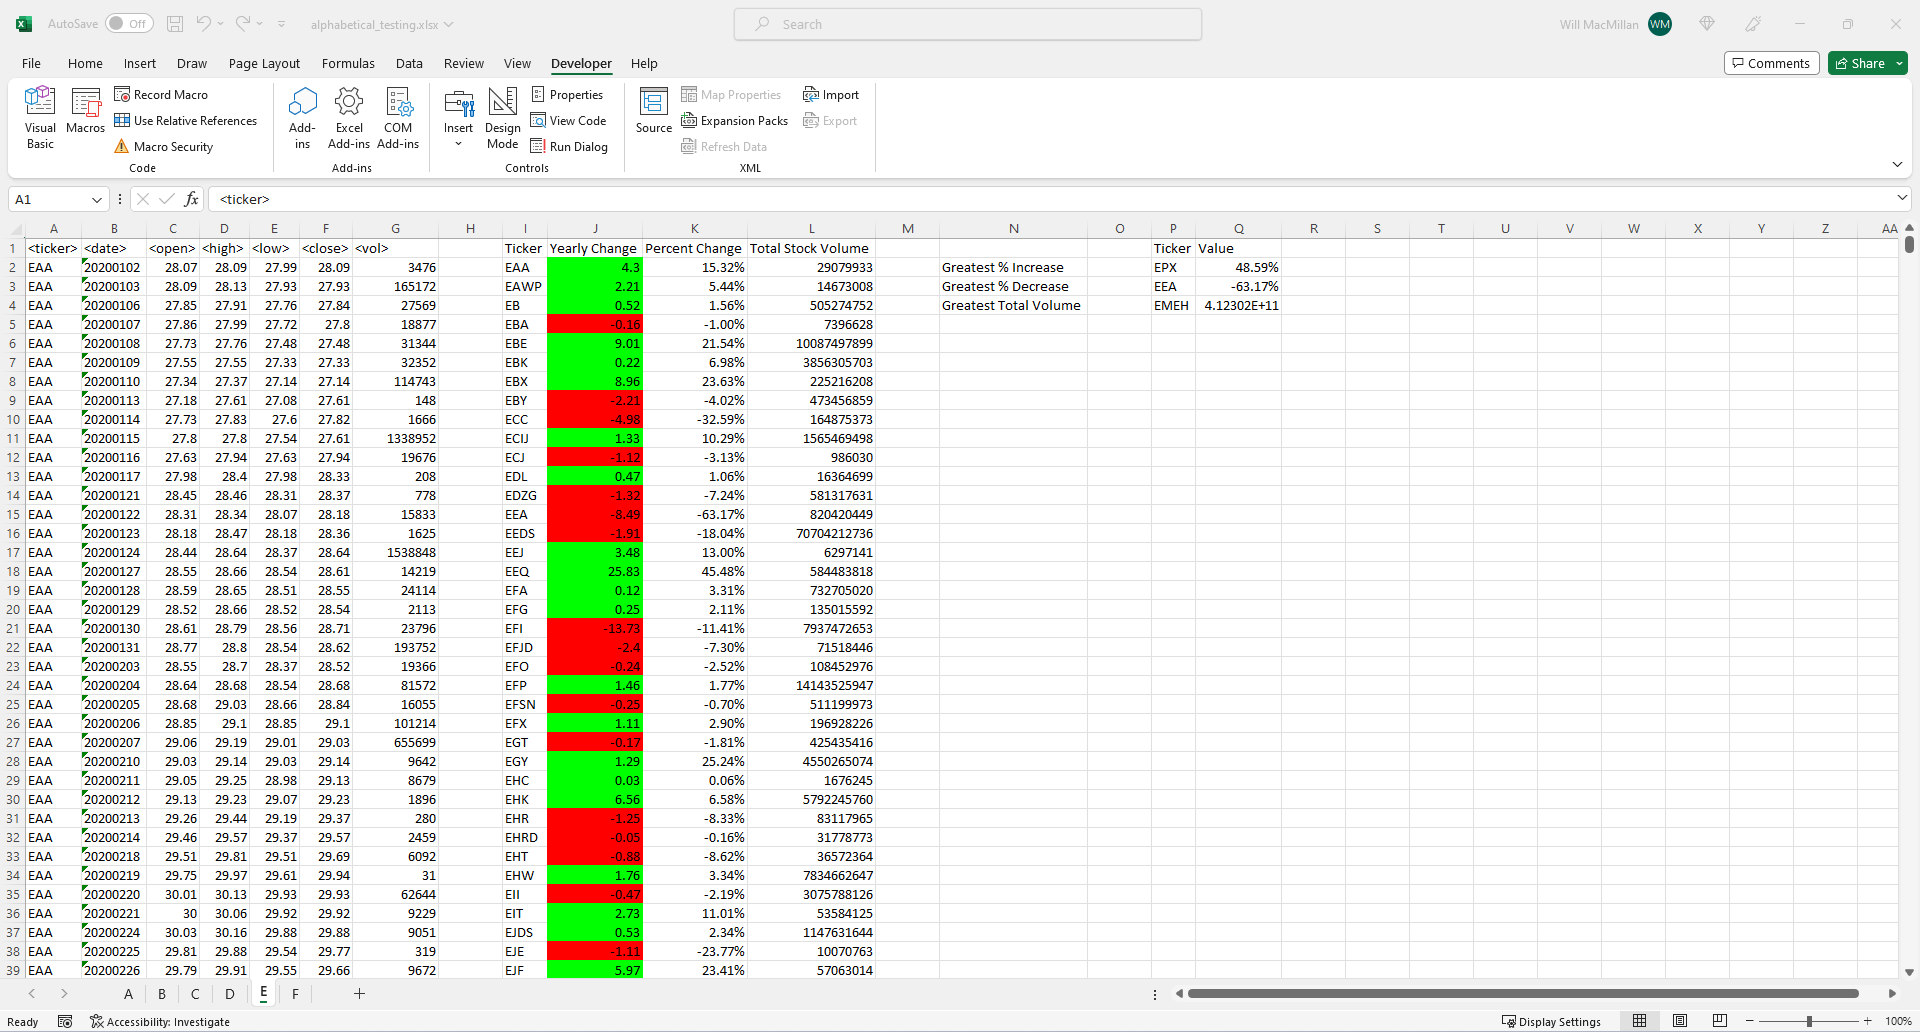 AutoSave Off alphabetical_testing.xlsx Search Will MacMillan WM
File Home Insert Draw Page Layout Formulas Data Review View Developer Help Comments Share
Visual Basic
Macros
Record Macro
Use Relative References
Macro Security
Code
Add-ins
Excel Add-ins
COM Add-ins
Add-ins
Insert
Design Mode
Properties
View Code
Run Dialog
Controls
Source
Map Properties
Expansion Packs
Refresh Data
Import
Export
XML
A1 fx <ticker>
A B C D E F G H I J K L M N O P Q R S T U V W X Y Z AA
1 <ticker> <date> <open> <high> <low> <close> <vol> Ticker Yearly Change Percent Change Total Stock Volume Ticker Value
2 EAA 20200102 28.07 28.09 27.99 28.09 3476 EAA 4.3 15.32% 29079933 Greatest % Increase EPX 48.59%
3 EAA 20200103 28.09 28.13 27.93 27.93 165172 EAWP 2.21 5.44% 14673008 Greatest % Decrease EEA -63.17%
4 EAA 20200106 27.85 27.91 27.76 27.84 27569 EB 0.52 1.56% 505274752 Greatest Total Volume EMEH 4.12302E+11
5 EAA 20200107 27.86 27.99 27.72 27.8 18877 EBA -0.16 -1.00% 7396628
6 EAA 20200108 27.73 27.76 27.48 27.48 31344 EBE 9.01 21.54% 10087497899
7 EAA 20200109 27.55 27.55 27.33 27.33 32352 EBK 0.22 6.98% 3856305703
8 EAA 20200110 27.34 27.37 27.14 27.14 114743 EBX 8.96 23.63% 225216208
9 EAA 20200113 27.18 27.61 27.08 27.61 148 EBY -2.21 -4.02% 473456859
10 EAA 20200114 27.73 27.83 27.6 27.82 1666 ECC -4.98 -32.59% 164875373
11 EAA 20200115 27.8 27.8 27.54 27.61 1338952 ECIJ 1.33 10.29% 1565469498
12 EAA 20200116 27.63 27.94 27.63 27.94 19676 ECJ -1.12 -3.13% 986030
13 EAA 20200117 27.98 28.4 27.98 28.33 208 EDL 0.47 1.06% 16364699
14 EAA 20200121 28.45 28.46 28.31 28.37 778 EDZG -1.32 -7.24% 581317631
15 EAA 20200122 28.31 28.34 28.07 28.18 15833 EEA -8.49 -63.17% 820420449
16 EAA 20200123 28.18 28.47 28.18 28.36 1625 EEDS -1.91 -18.04% 70704212736
17 EAA 20200124 28.44 28.64 28.37 28.64 1538848 EEJ 3.48 13.00% 6297141
18 EAA 20200127 28.55 28.66 28.54 28.61 14219 EEQ 25.83 45.48% 584483818
19 EAA 20200128 28.59 28.65 28.51 28.55 24114 EFA 0.12 3.31% 732705020
20 EAA 20200129 28.52 28.66 28.52 28.54 2113 EFG 0.25 2.11% 135015592
21 EAA 20200130 28.61 28.79 28.56 28.71 23796 EFI -13.73 -11.41% 7937472653
22 EAA 20200131 28.77 28.8 28.54 28.62 193752 EFJD -2.4 -7.30% 71518446
23 EAA 20200203 28.55 28.7 28.37 28.52 19366 EFO -0.24 -2.52% 108452976
24 EAA 20200204 28.64 28.68 28.54 28.68 81572 EFP 1.46 1.77% 14143525947
25 EAA 20200205 28.68 29.03 28.66 28.84 16055 EFSN -0.25 -0.70% 511199973
26 EAA 20200206 28.85 29.1 28.85 29.1 101214 EFX 1.11 2.90% 196928226
27 EAA 20200207 29.06 29.19 29.01 29.03 655699 EGT -0.17 -1.81% 425435416
28 EAA 20200210 29.03 29.14 29.03 29.14 9642 EGY 1.29 25.24% 4550265074
29 EAA 20200211 29.05 29.25 28.98 29.13 8679 EHC 0.03 0.06% 1676245
30 EAA 20200212 29.13 29.23 29.07 29.23 1896 EHK 6.56 6.58% 5792245760
31 EAA 20200213 29.26 29.44 29.19 29.37 280 EHR -1.25 -8.33% 83117965
32 EAA 20200214 29.46 29.57 29.37 29.57 2459 EHRD -0.05 -0.16% 31778773
33 EAA 20200218 29.51 29.81 29.51 29.69 6092 EHT -0.88 -8.62% 36572364
34 EAA 20200219 29.75 29.97 29.61 29.94 31 EHW 1.76 3.34% 7834662647
35 EAA 20200220 30.01 30.13 29.93 29.93 62644 EII -0.47 -2.19% 3075788126
36 EAA 20200221 30 30.06 29.92 29.92 9229 EIT 2.73 11.01% 53584125
37 EAA 20200224 30.03 30.16 29.88 29.88 9051 EJDS 0.53 2.34% 1147631644
38 EAA 20200225 29.81 29.88 29.54 29.77 319 EJE -1.11 -23.77% 10070763
39 EAA 20200226 29.79 29.91 29.55 29.66 9672 EJF 5.97 23.41% 57063014
A B C D E F
Ready Accessibility: Investigate Display Settings 100%